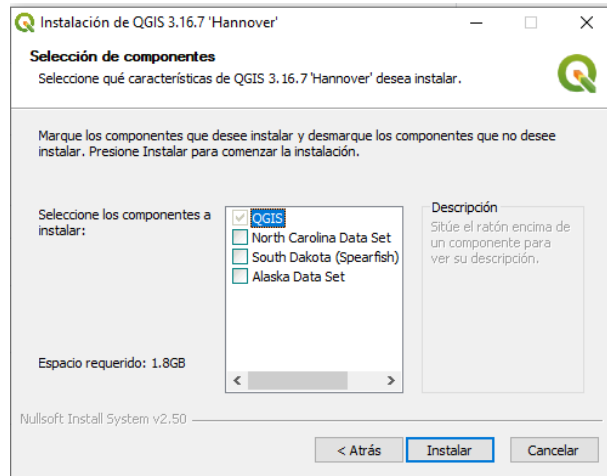 Instalación de QGIS 3.16.7 'Hannover'
Selección de componentes
Seleccione qué características de QGIS 3.16.7 'Hannover' desea instalar.
Marque los componentes que desee instalar y desmarque los componentes que no desee
instalar. Presione Instalar para comenzar la instalación.
Seleccione los componentes a
instalar:
QGIS
North Carolina Data Set
South Dakota (Spearfish)
Alaska Data Set
Descripción
Sitúe el ratón encima de
un componente para
ver su descripción.
Espacio requerido: 1.8GB
Nullsoft Install System v2.50
< Atrás
Instalar
Cancelar